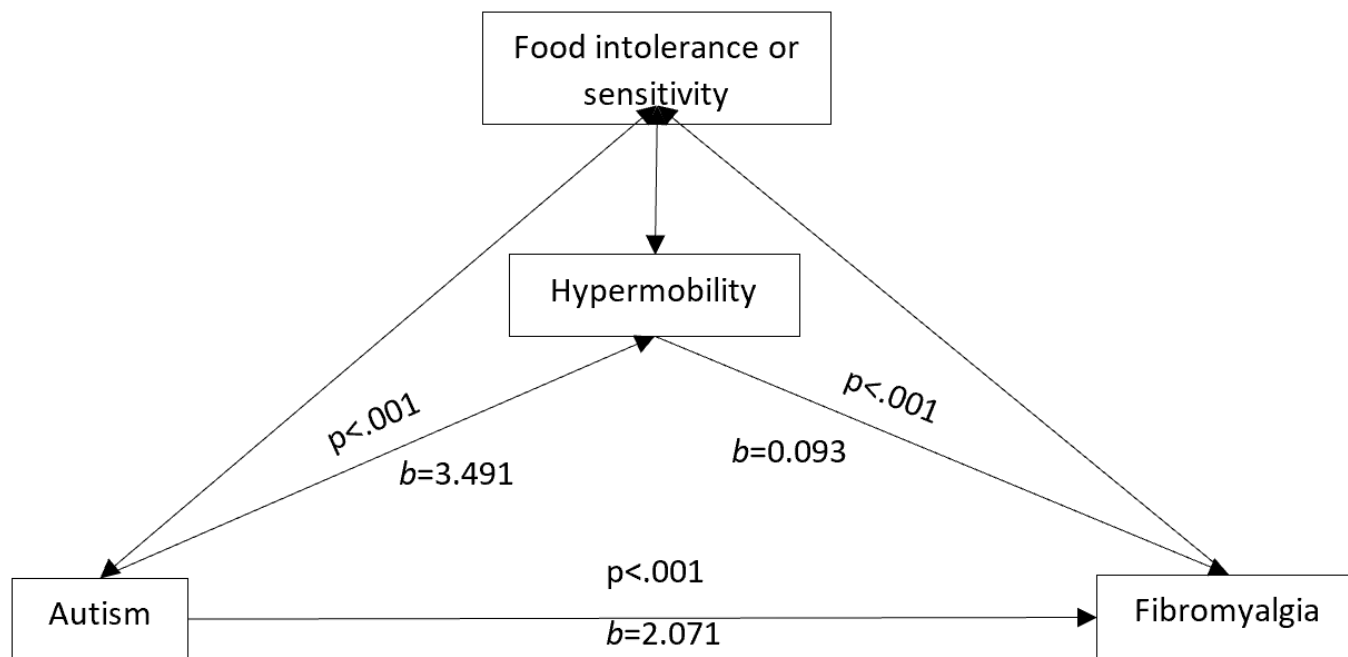 Food intolerance or
sensitivity
Hypermobility
p<.001
b=3.491
p<.001
b=0.093
p<.001
b=2.071
Autism
Fibromyalgia